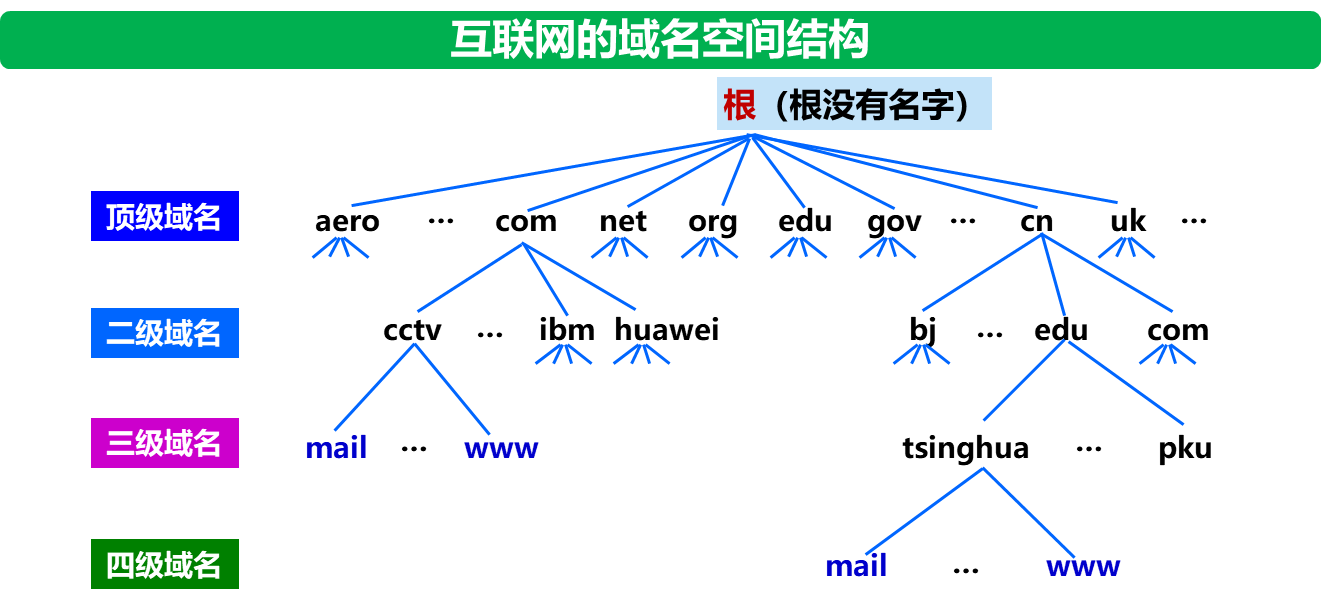 互联网的域名空间结构
根（根没有名字）
顶级域名 aero … com net org edu gov … cn uk …
二级域名 cctv … ibm huawei bj … edu com
三级域名 mail … www tsinghua … pku
四级域名 mail … www